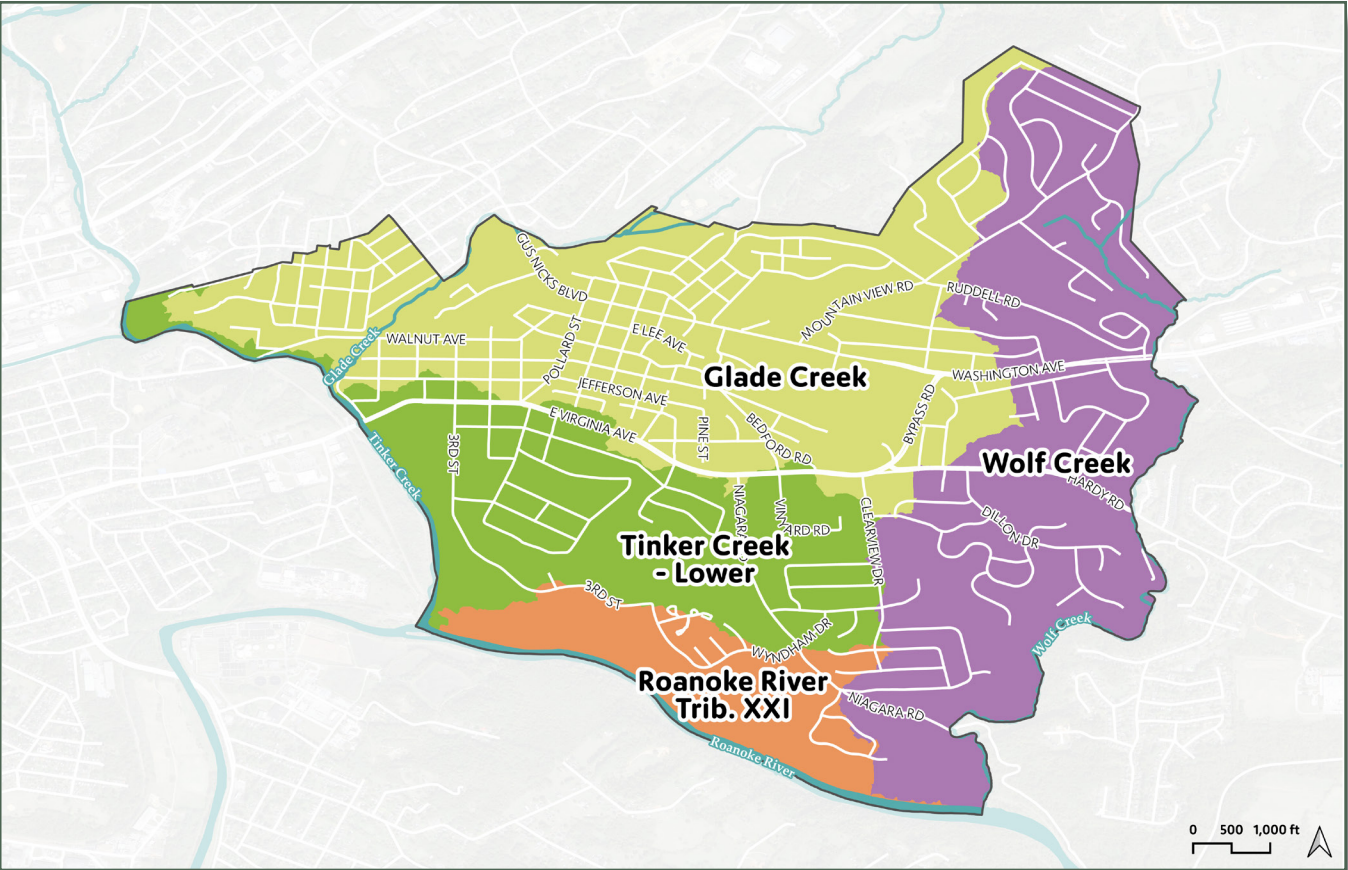 GUS NICKS BLVD
MOUNTAIN VIEW RD
RUDDELL RD
E LEE AVE
WALNUT AVE
Glade Creek
POLLARD ST
Glade Creek
WASHINGTON AVE
JEFFERSON AVE
BYPASS RD
E VIRGINIA AVE
PINE ST
BEDFORD RD
3RD ST
Tinker Creek
Wolf Creek
HARDY RD
NIAGARA
VINYARD RD
CLEARVIEW DR
DILLON DR
Tinker Creek
- Lower
3RD ST
WYNDHAM DR
Wolf Creek
Roanoke River
Trib. XXI
NIAGARA RD
Roanoke River
0 500 1,000 ft